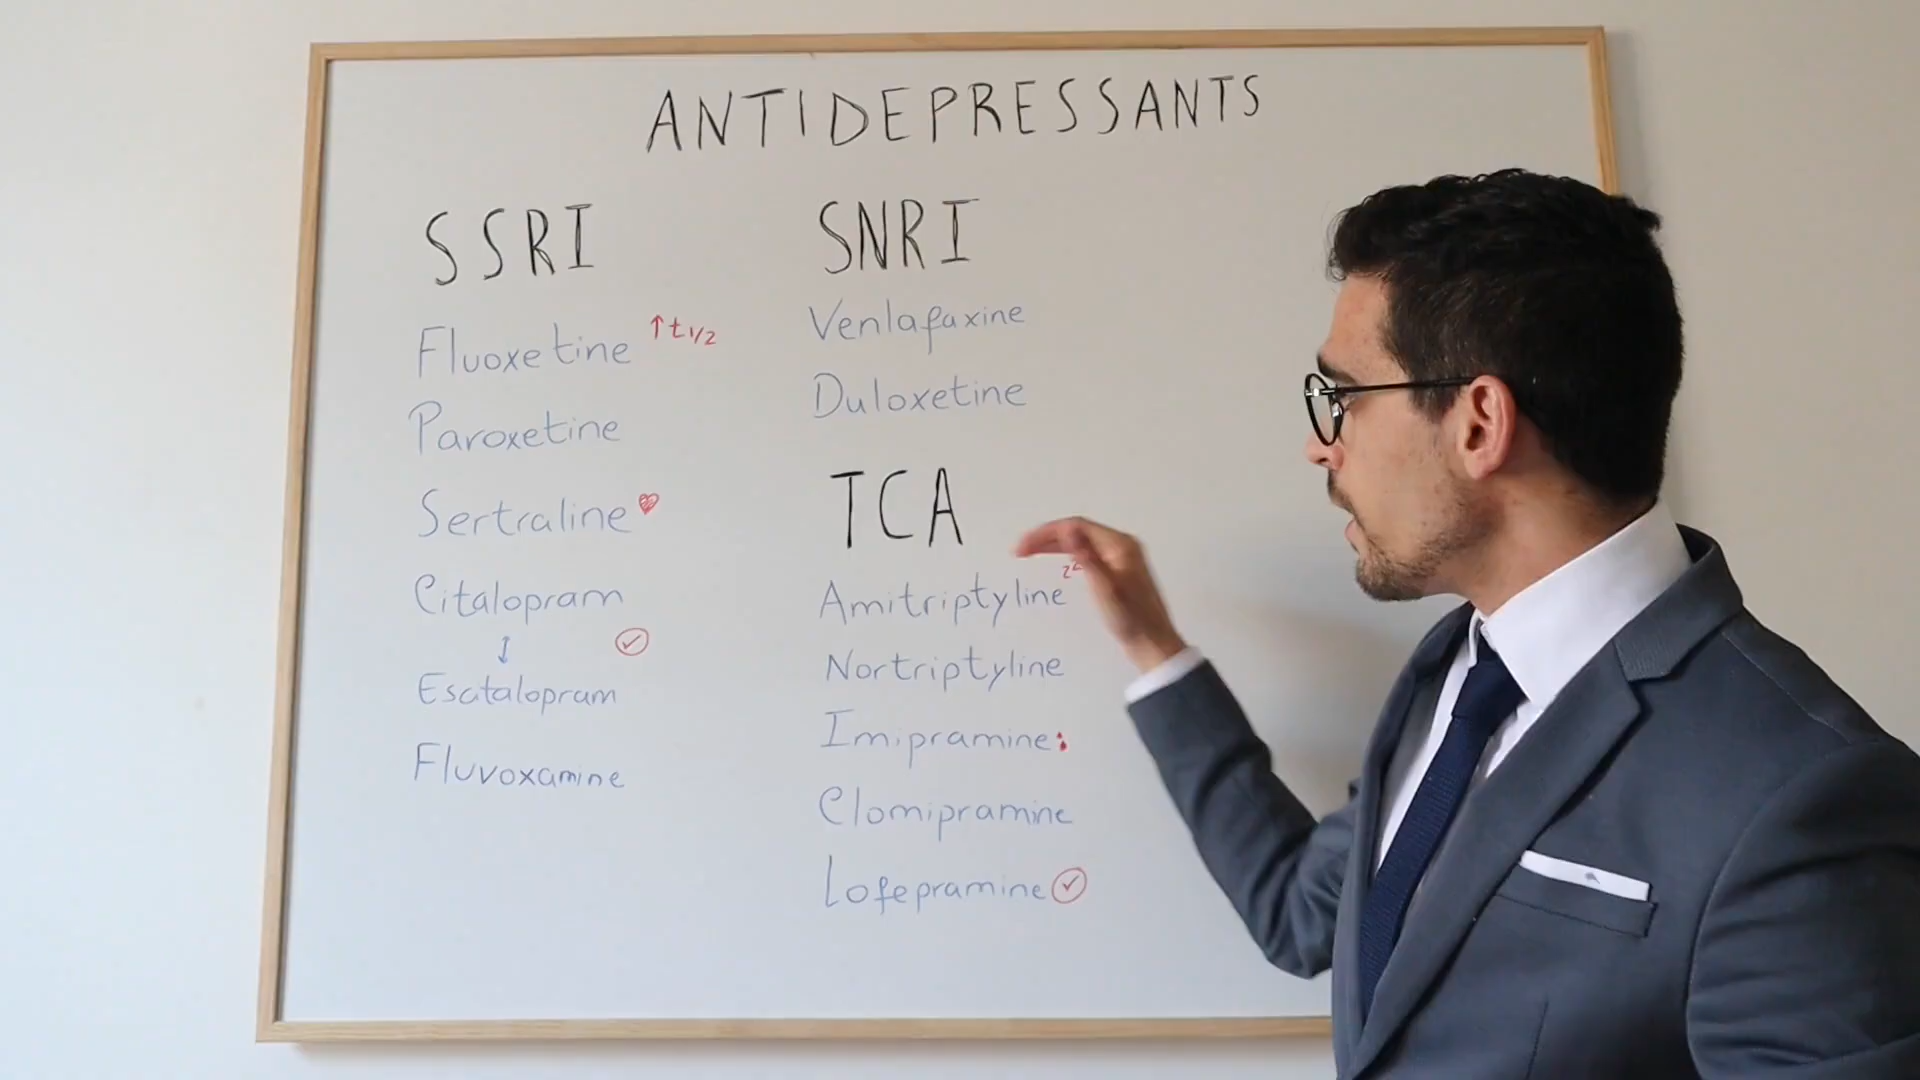 ANTIDEPRESSANTS
SSRI
Fluoxetine ↑t1/2
Paroxetine
Sertraline
Citalopram
Escitalopram
Fluvoxamine
SNRI
Venlafaxine
Duloxetine
TCA
Amitriptyline
Nortriptyline
Imipramine
Clomipramine
Lofepramine